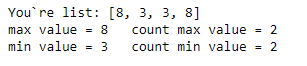 You`re list: [8, 3, 3, 8]
max value = 8   count max value = 2
min value = 3   count min value = 2